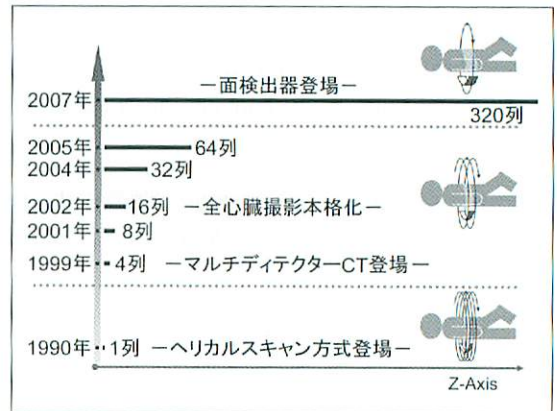 －面検出器登場－
2007年
320列
2005年 64列
2004年 32列
2002年 16列 －全心臓撮影本格化－
2001年 8列
1999年 4列 －マルチディテクターCT登場－
1990年 1列 －ヘリカルスキャン方式登場－
Z-Axis